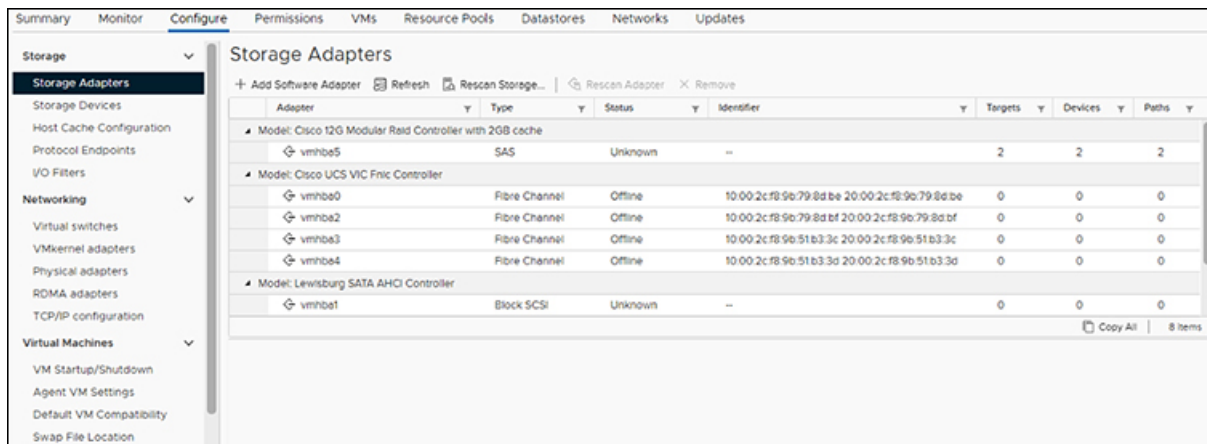 Summary Monitor Configure Permissions VMs Resource Pools Datastores Networks Updates
Storage
Storage Adapters
Storage Devices
Host Cache Configuration
Protocol Endpoints
I/O Filters
Networking
Virtual switches
VMkernel adapters
Physical adapters
RDMA adapters
TCP/IP configuration
Virtual Machines
VM Startup/Shutdown
Agent VM Settings
Default VM Compatibility
Swap File Location
Storage Adapters
+ Add Software Adapter Refresh Rescan Storage... | Rescan Adapter × Remove
Adapter Type Status Identifier Targets Devices Paths
Model: Cisco 12G Modular Raid Controller with 2GB cache
vmhba5 SAS Unknown -- 2 2 2
Model: Cisco UCS VIC Fnic Controller
vmhba0 Fibre Channel Offline 10:00:2c:f8:9b:79:8d:be 20:00:2c:f8:9b:79:8d:be 0 0 0
vmhba2 Fibre Channel Offline 10:00:2c:f8:9b:79:8d:bf 20:00:2c:f8:9b:79:8d:bf 0 0 0
vmhba3 Fibre Channel Offline 10:00:2c:f8:9b:51:b3:3c 20:00:2c:f8:9b:51:b3:3c 0 0 0
vmhba4 Fibre Channel Offline 10:00:2c:f8:9b:51:b3:3d 20:00:2c:f8:9b:51:b3:3d 0 0 0
Model: Lewisburg SATA AHCI Controller
vmhba1 Block SCSI Unknown -- 0 0 0
Copy All | 8 items